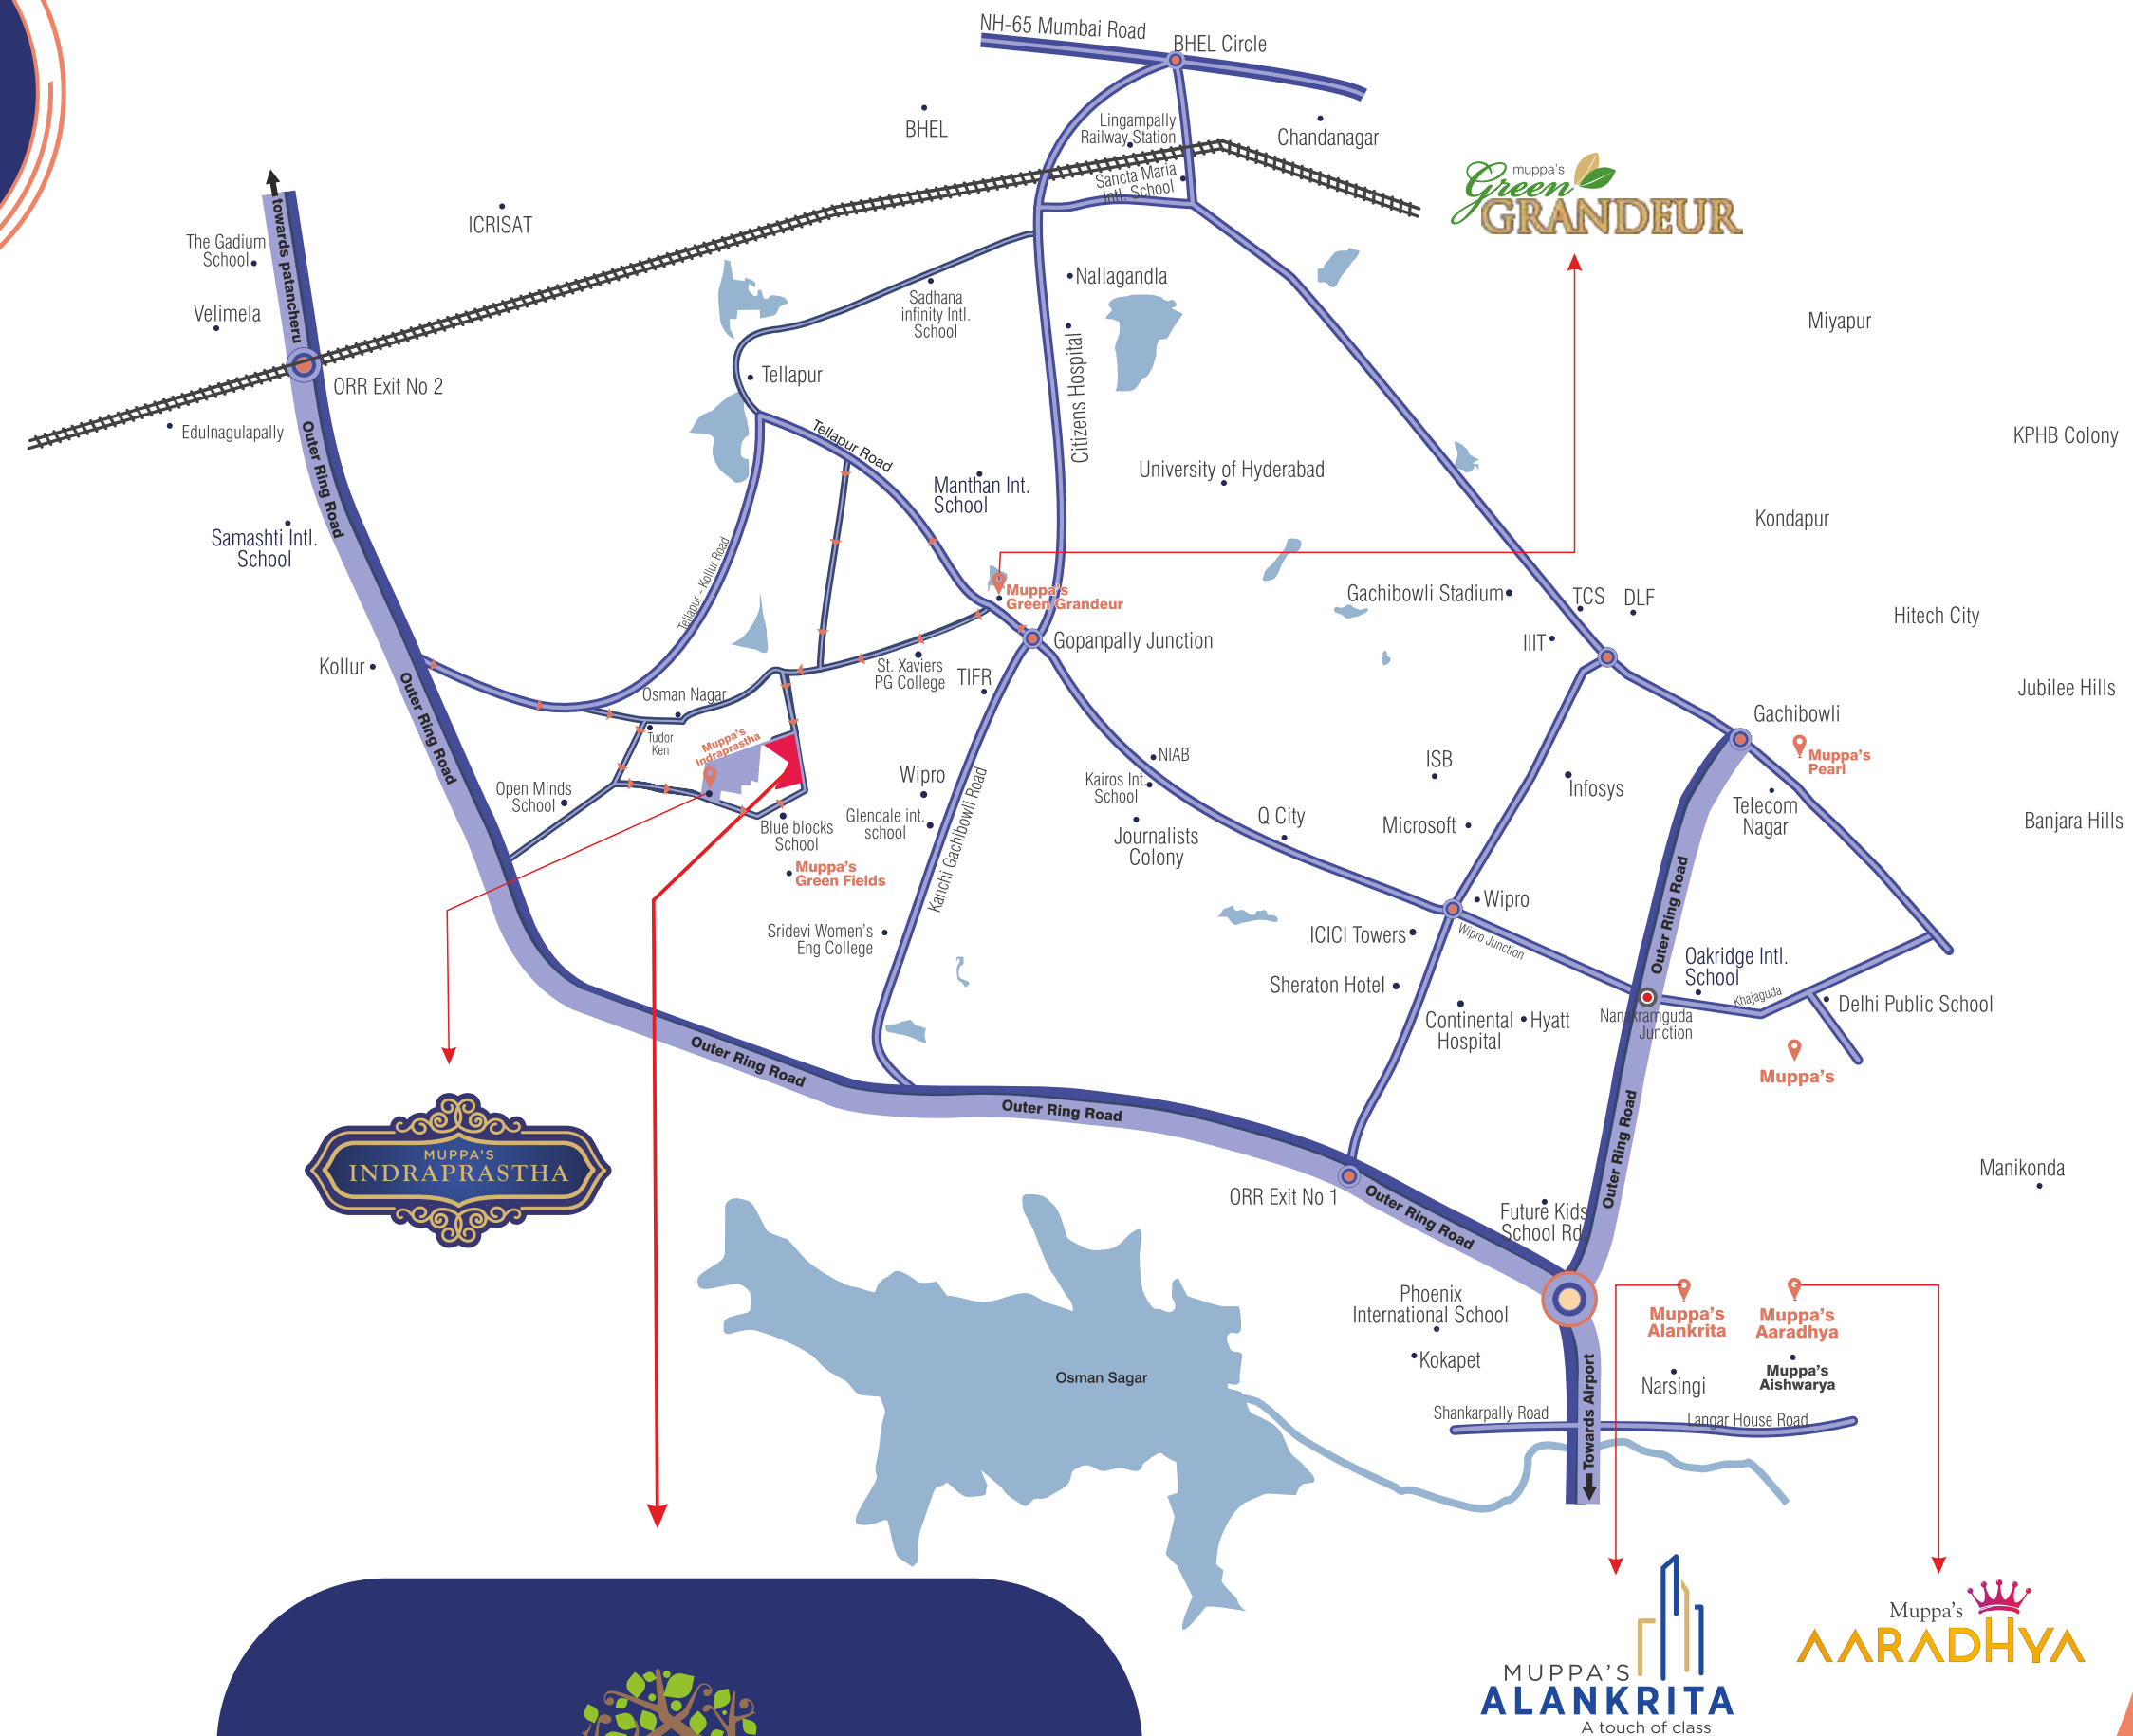 NH-65 Mumbai Road
BHEL Circle
BHEL
Lingampally
Railway Station
Chandanagar
Sancta Maria
Intl. School
muppa's
Green
GRANDEUR
towards patancheru
ICRISAT
The Gadium
School
Velimela
Nallagandla
Sadhana
infinity Intl.
School
Miyapur
ORR Exit No 2
Tellapur
Citizens Hospital
Edulnagulapally
Outer Ring Road
Tellapur Road
KPHB Colony
University of Hyderabad
Manthan Int.
School
Kondapur
Samashti Intl.
School
Tellapur - Kollur Road
Muppa's
Green Grandeur
Gachibowli Stadium
TCS
DLF
Hitech City
IIIT
Gopanpally Junction
Kollur
St. Xaviers
PG College
TIFR
Outer Ring Road
Osman Nagar
Jubilee Hills
Gachibowli
Tudor
Ken
Muppa's
Indraprastha
Muppa's
Pearl
NIAB
ISB
Wipro
Kairos Int.
School
Infosys
Open Minds
School
Telecom
Nagar
Banjara Hills
Glendale int.
school
Q City
Microsoft
Blue blocks
School
Journalists
Colony
Kanchi Gachibowli Road
Muppa's
Green Fields
Outer Ring Road
Wipro
Sridevi Women's
Eng College
ICICI Towers
Wipro Junction
Oakridge Intl.
School
Sheraton Hotel
Khajaguda
Delhi Public School
Continental
Hospital
Hyatt
Nanakramguda
Junction
Outer Ring Road
Muppa's
Outer Ring Road
Outer Ring Road
MUPPA'S
INDRAPRASTHA
Manikonda
ORR Exit No 1
Outer Ring Road
Future Kids
School Rd
Phoenix
International School
Muppa's
Alankrita
Muppa's
Aaradhya
Kokapet
Osman Sagar
Narsingi
Muppa's
Aishwarya
Towards Airport
Shankarpally Road
Langar House Road
Muppa's
AARADHYA
MUPPA'S
ALANKRITA
A touch of class